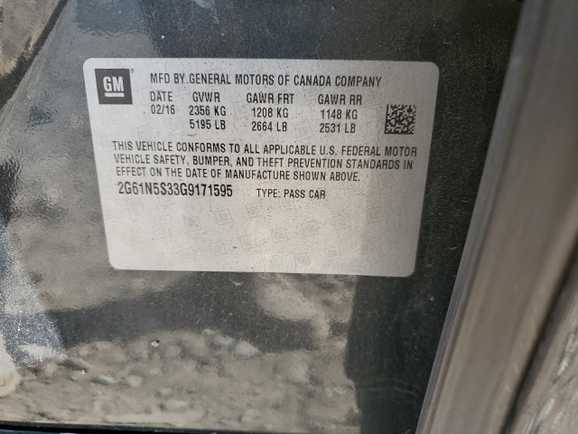 GM
MFD BY GENERAL MOTORS OF CANADA COMPANY
DATE GVWR GAWR FRT GAWR RR
02/16 2356 KG 1208 KG 1148 KG
5195 LB 2664 LB 2531 LB
THIS VEHICLE CONFORMS TO ALL APPLICABLE U.S. FEDERAL MOTOR
VEHICLE SAFETY, BUMPER, AND THEFT PREVENTION STANDARDS IN
EFFECT ON THE DATE OF MANUFACTURE SHOWN ABOVE.
2G61N5S33G9171595 TYPE: PASS CAR